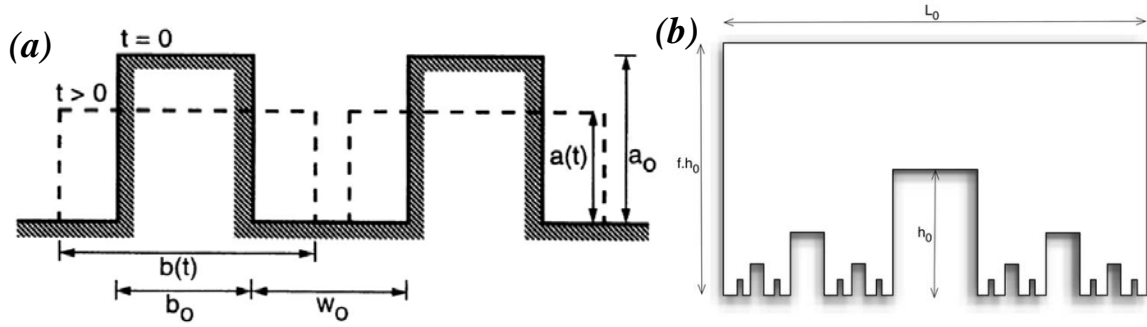 (a)
t = 0
t > 0
a(t)
a₀
b(t)
b₀
w₀
(b)
L₀
f.h₀
h₀